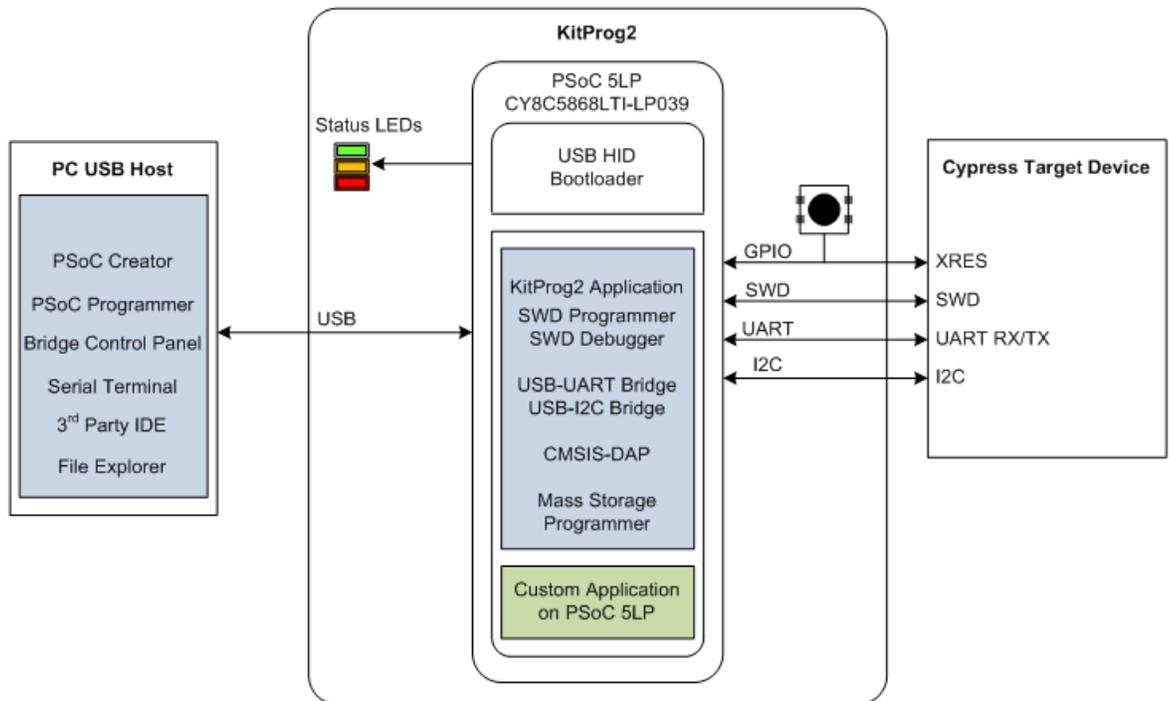 KitProg2
PSoC 5LP
CY8C5868LTI-LP039
Status LEDs
USB HID
Bootloader
PC USB Host
PSoC Creator
PSoC Programmer
Bridge Control Panel
Serial Terminal
3rd Party IDE
File Explorer
USB
KitProg2 Application
SWD Programmer
SWD Debugger
USB-UART Bridge
USB-I2C Bridge
CMSIS-DAP
Mass Storage
Programmer
Custom Application
on PSoC 5LP
GPIO
SWD
UART
I2C
Cypress Target Device
XRES
SWD
UART RX/TX
I2C